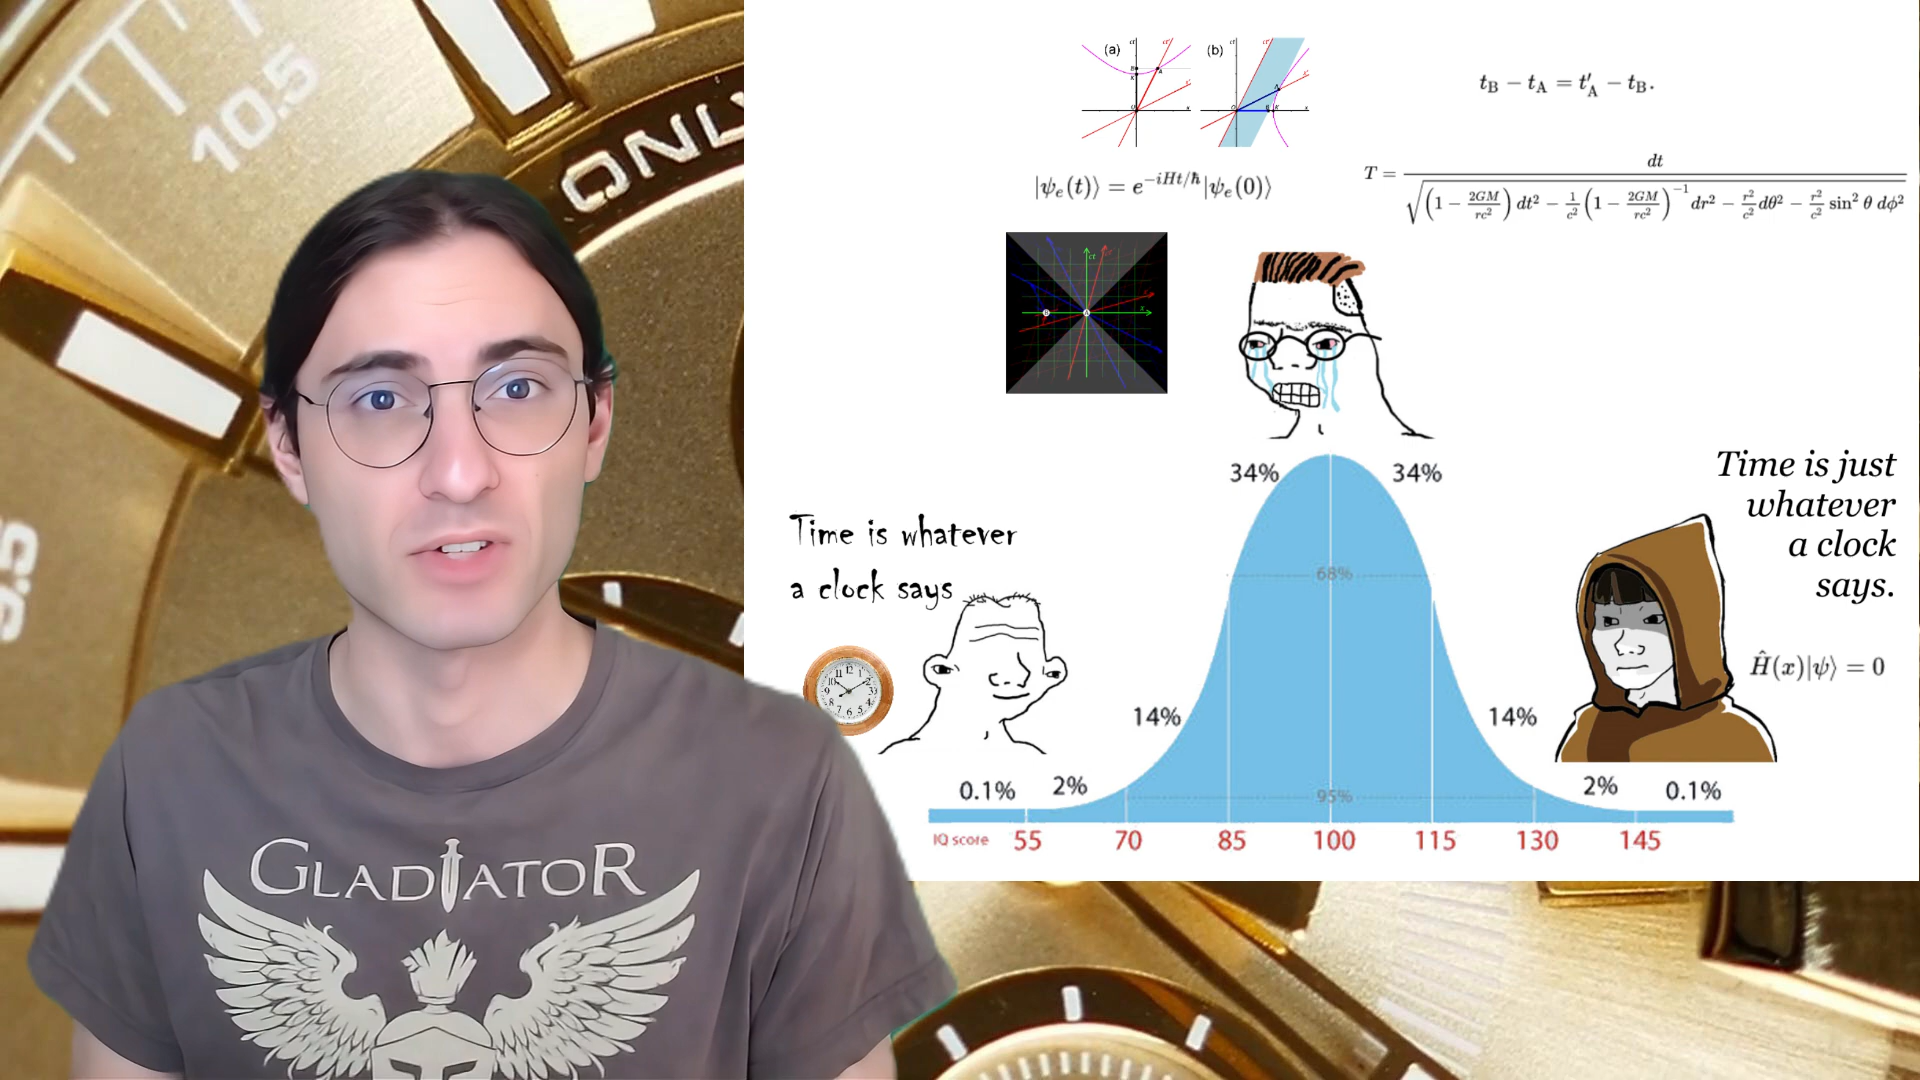 10.5
ONLY
9.5
GLADIATOR
(a)
(b)
t_B − t_A = t′_A − t_B.
|ψ_e(t)⟩ = e^{−iHt/ħ}|ψ_e(0)⟩
T = dt / √((1 − 2GM/rc²) dt² − 1/c² (1 − 2GM/rc²)^{−1} dr² − r²/c² dθ² − r²/c² sin² θ dϕ²)
34%
34%
68%
Time is whatever
a clock says
Time is just
whatever
a clock
says.
Ĥ(x)|ψ⟩ = 0
14%
14%
0.1%
2%
95%
2%
0.1%
IQ score 55 70 85 100 115 130 145